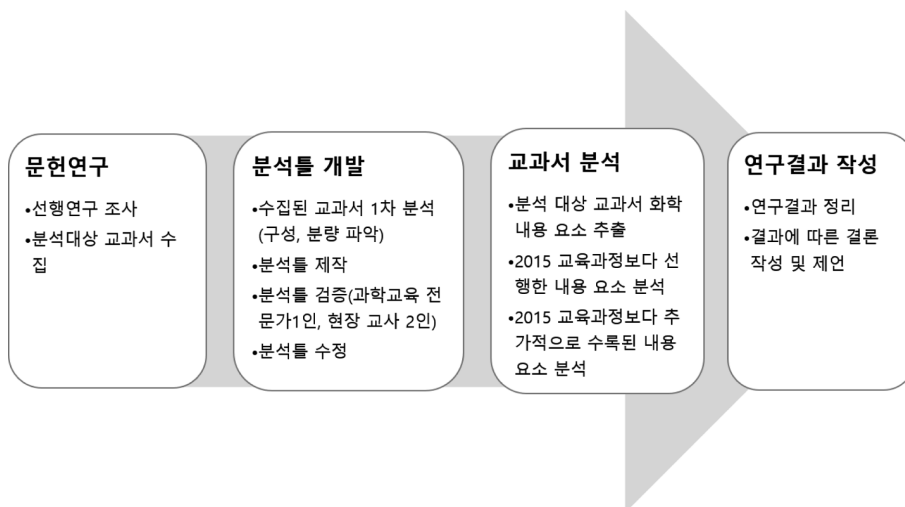 문헌연구
•선행연구 조사
•분석대상 교과서 수
집
분석틀 개발
•수집된 교과서 1차 분석
(구성, 분량 파악)
•분석틀 제작
•분석틀 검증(과학교육 전
문가1인, 현장 교사 2인)
•분석틀 수정
교과서 분석
•분석 대상 교과서 화학
내용 요소 추출
•2015 교육과정보다 선
행한 내용 요소 분석
•2015 교육과정보다 추
가적으로 수록된 내용
요소 분석
연구결과 작성
•연구결과 정리
•결과에 따른 결론
작성 및 제언